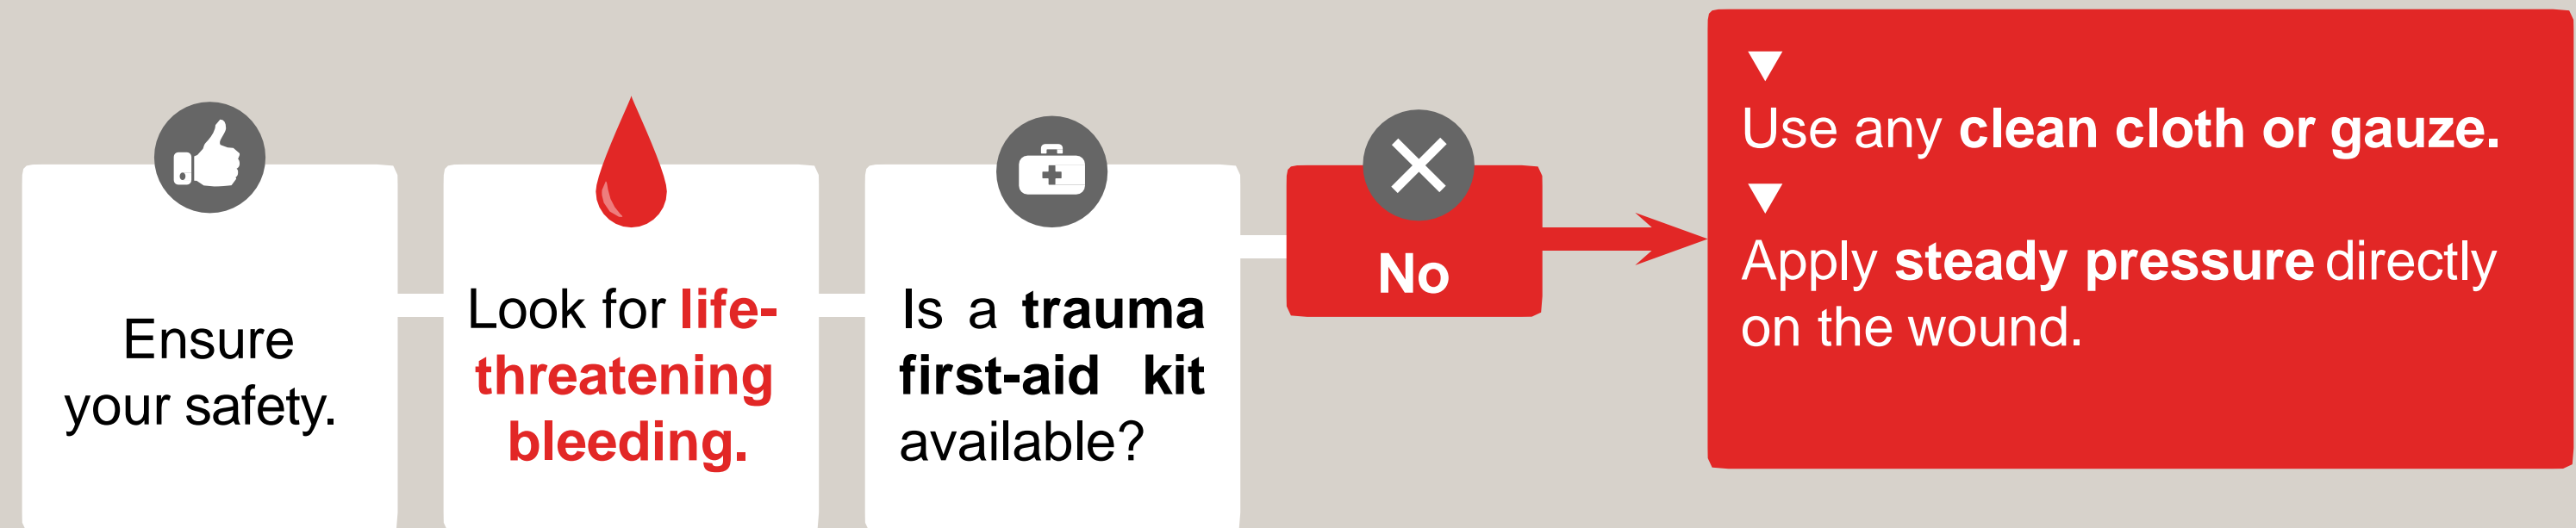 Ensure
your safety.
Look for life-
threatening
bleeding.
Is a trauma
first-aid kit
available?
No
Use any clean cloth or gauze.
Apply steady pressure directly
on the wound.